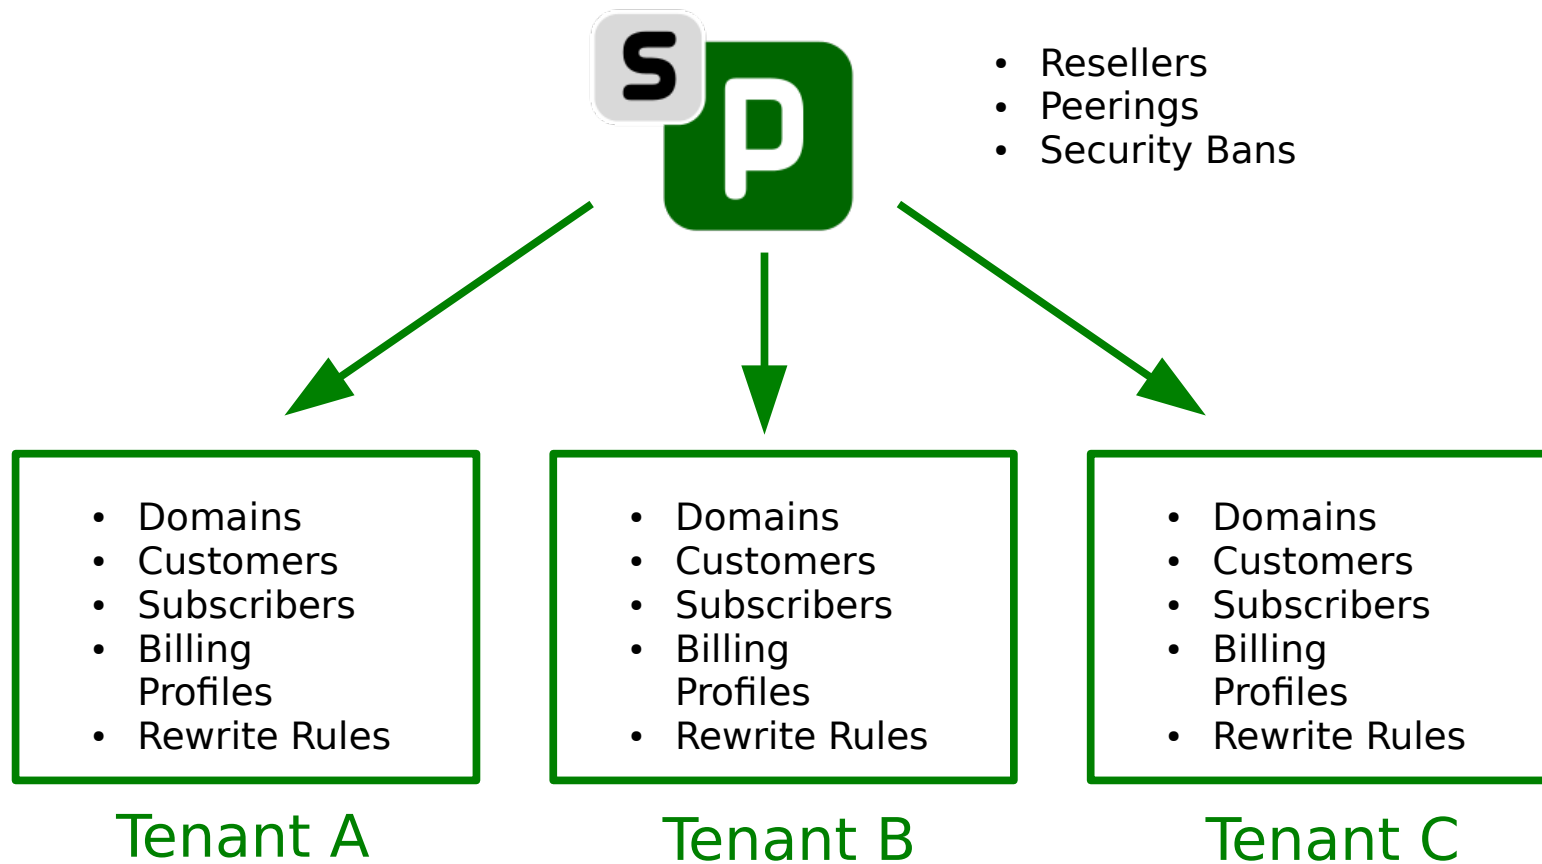 S
P
• Resellers
• Peerings
• Security Bans
• Domains
• Customers
• Subscribers
• Billing
Profiles
• Rewrite Rules
Tenant A
• Domains
• Customers
• Subscribers
• Billing
Profiles
• Rewrite Rules
Tenant B
• Domains
• Customers
• Subscribers
• Billing
Profiles
• Rewrite Rules
Tenant C